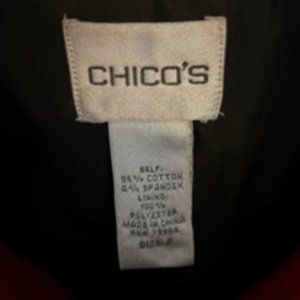 CHICO'S
SELF:
96% COTTON
4% SPANDEX
LINING:
100%
POLYESTER
MADE IN CHINA
RN#
SIZE